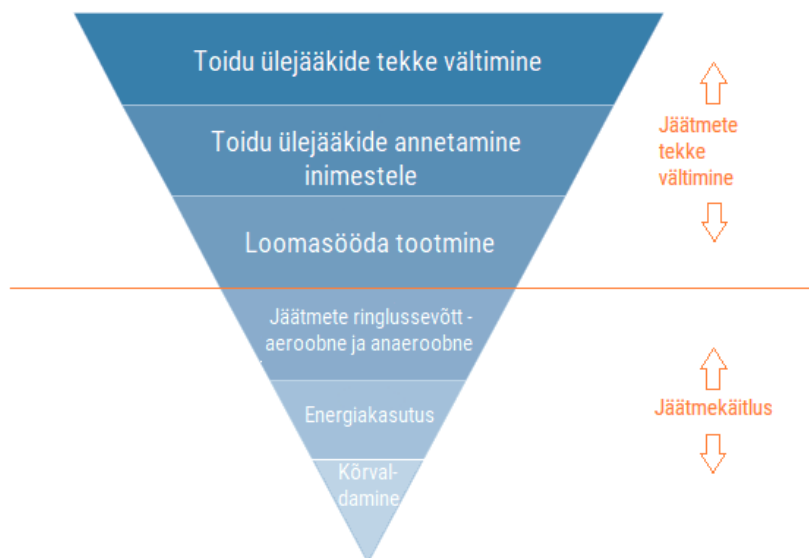 Toidu ülejääkide tekke vältimine
Toidu ülejääkide annetamine
inimestele
Loomasööda tootmine
Jäätmete
tekke
vältimine
Jäätmete ringlussevõtt -
aeroobne ja anaeroobne
Energiakasutus
Kõrval-
damine
Jäätmekäitlus